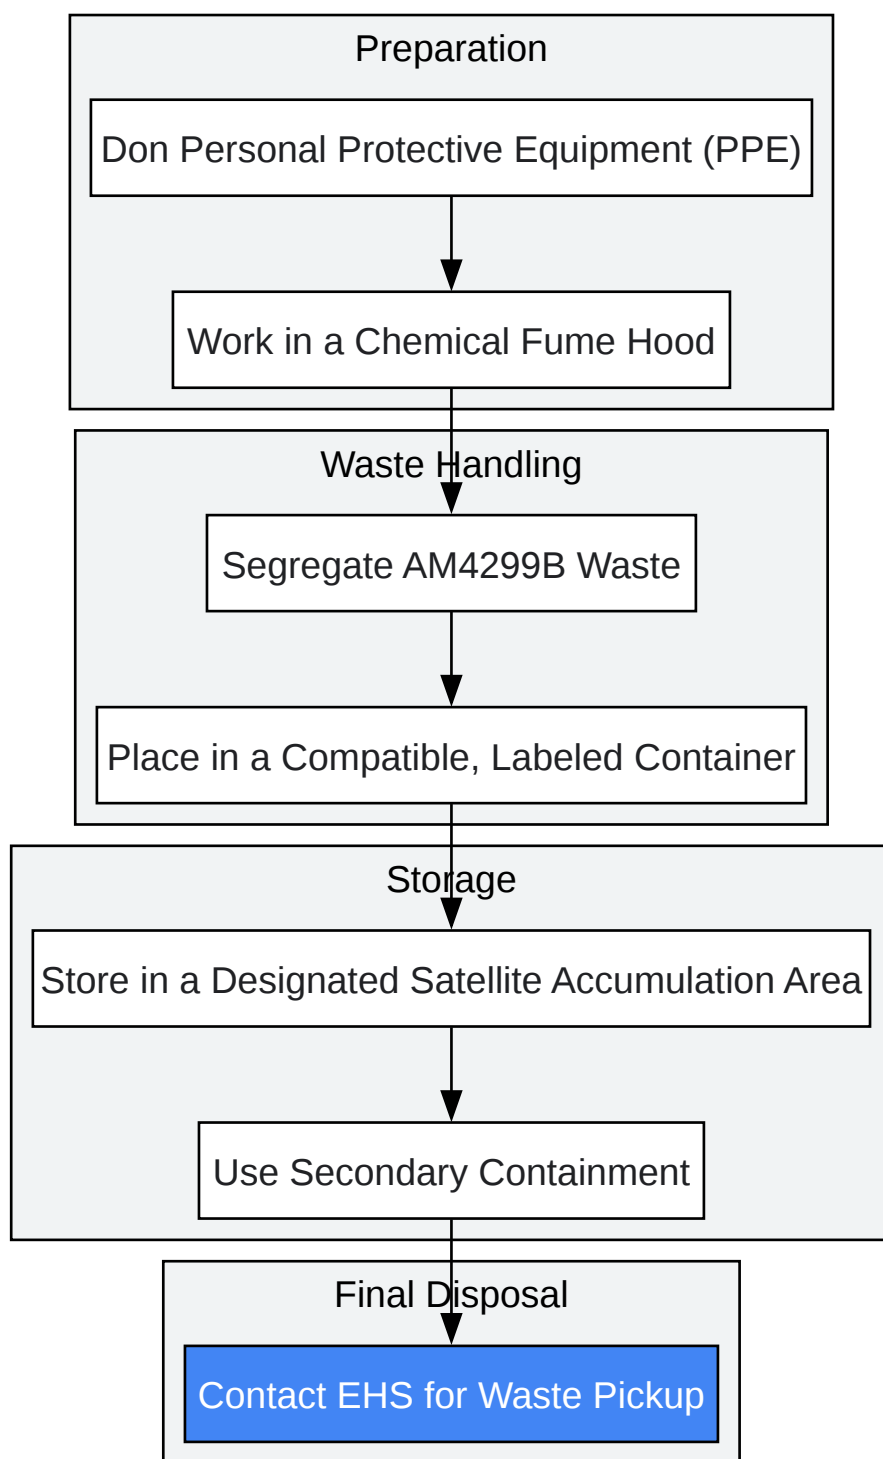 Preparation
Don Personal Protective Equipment (PPE)
Work in a Chemical Fume Hood
Waste Handling
Segregate AM4299B Waste
Place in a Compatible, Labeled Container
Storage
Store in a Designated Satellite Accumulation Area
Use Secondary Containment
Final Disposal
Contact EHS for Waste Pickup